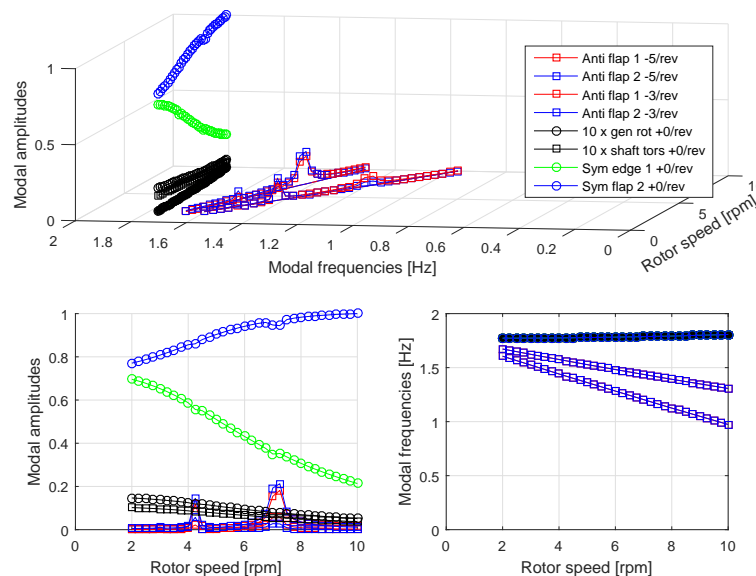 1
0.5
0
Modal amplitudes
2
1.8
1.6
1.4
1.2
1
0.8
0.6
0.4
0.2
0
Modal frequencies [Hz]
0
5
1
Rotor speed [rpm]
Anti flap 1 -5/rev
Anti flap 2 -5/rev
Anti flap 1 -3/rev
Anti flap 2 -3/rev
10 x gen rot +0/rev
10 x shaft tors +0/rev
Sym edge 1 +0/rev
Sym flap 2 +0/rev
1
0.8
0.6
0.4
0.2
0
Modal amplitudes
0 2 4 6 8 10
Rotor speed [rpm]
2
1.5
1
0.5
0
Modal frequencies [Hz]
0 2 4 6 8 10
Rotor speed [rpm]